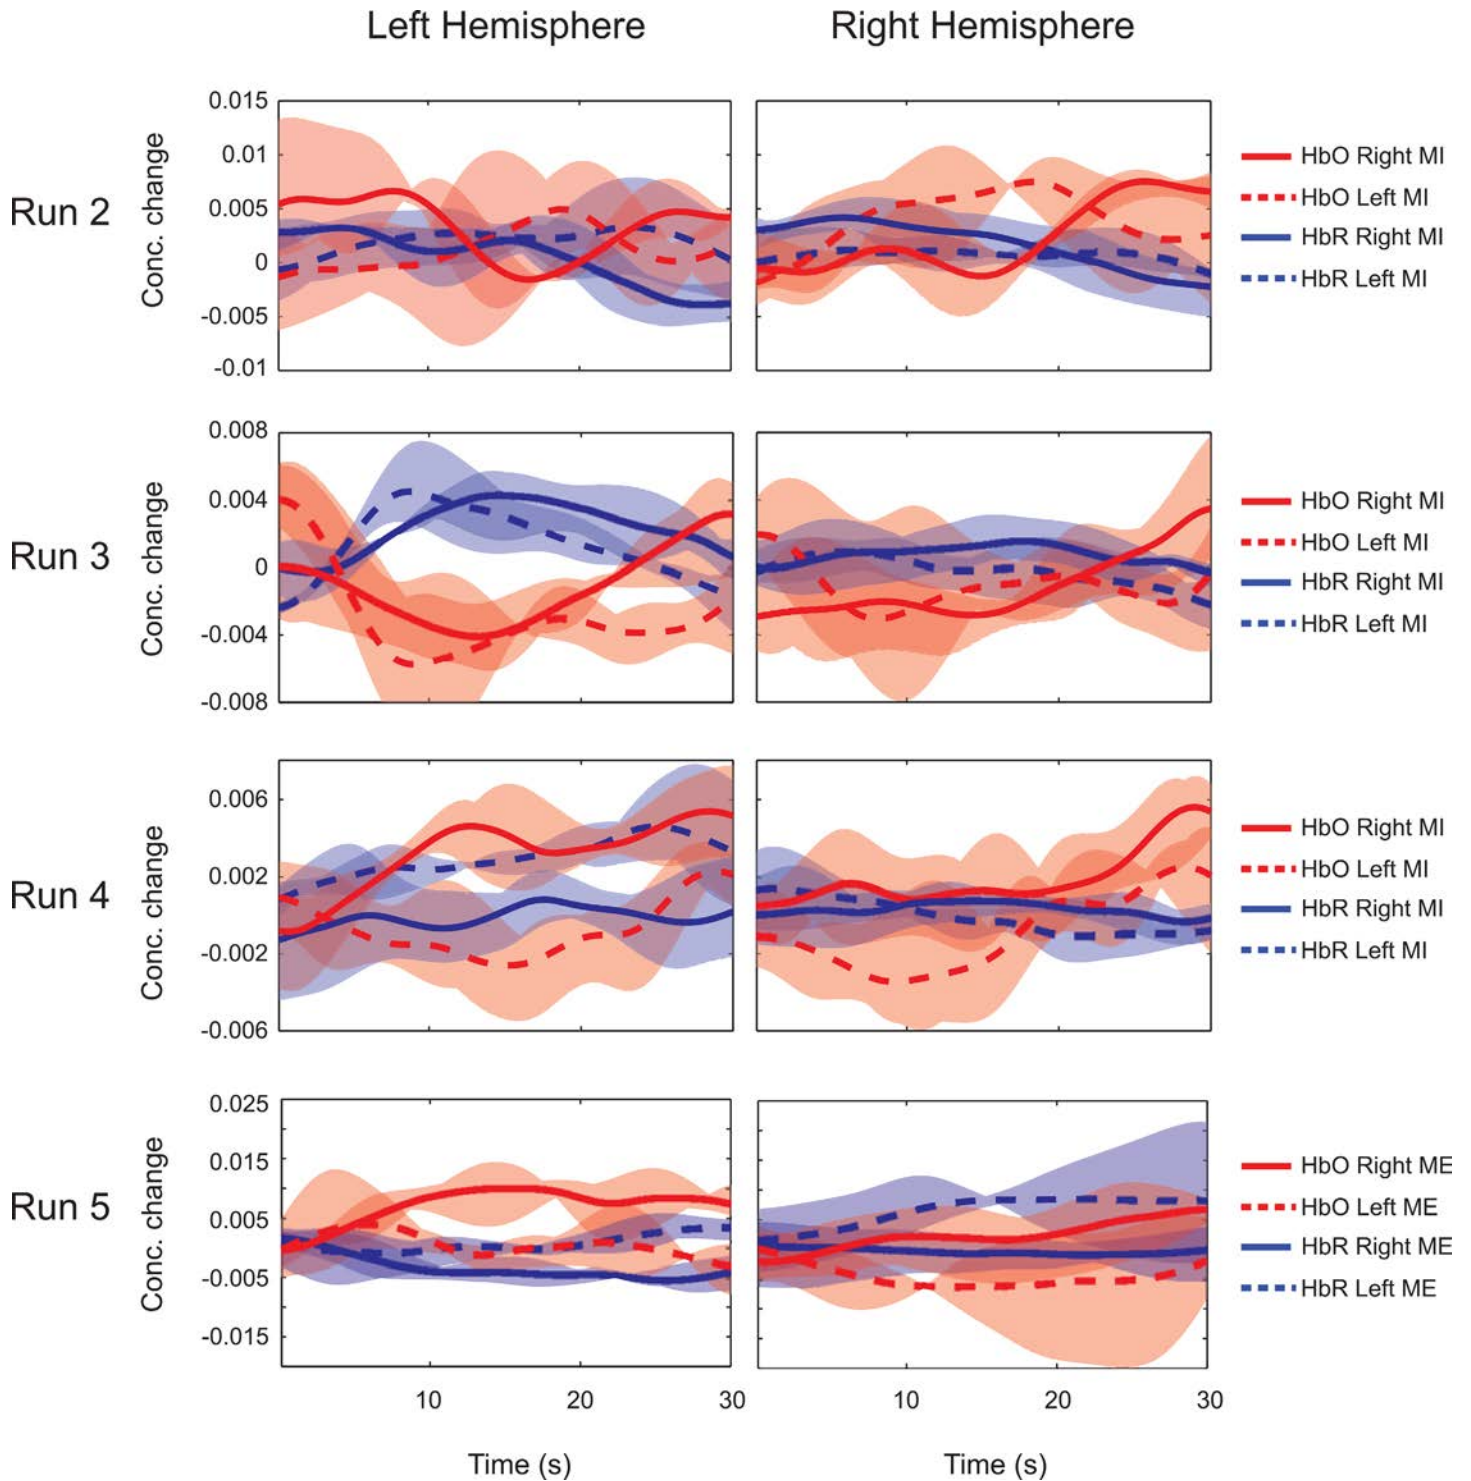 Left Hemisphere Right Hemisphere
Run 2
Conc. change
0.015
0.01
0.005
0
-0.005
-0.01
HbO Right MI
HbO Left MI
HbR Right MI
HbR Left MI
Run 3
Conc. change
0.008
0.004
0
-0.004
-0.008
HbO Right MI
HbO Left MI
HbR Right MI
HbR Left MI
Run 4
Conc. change
0.006
0.002
-0.002
-0.006
HbO Right MI
HbO Left MI
HbR Right MI
HbR Left MI
Run 5
Conc. change
0.025
0.015
0.005
-0.005
-0.015
HbO Right ME
HbO Left ME
HbR Right ME
HbR Left ME
10 20 30 10 20 30
Time (s) Time (s)